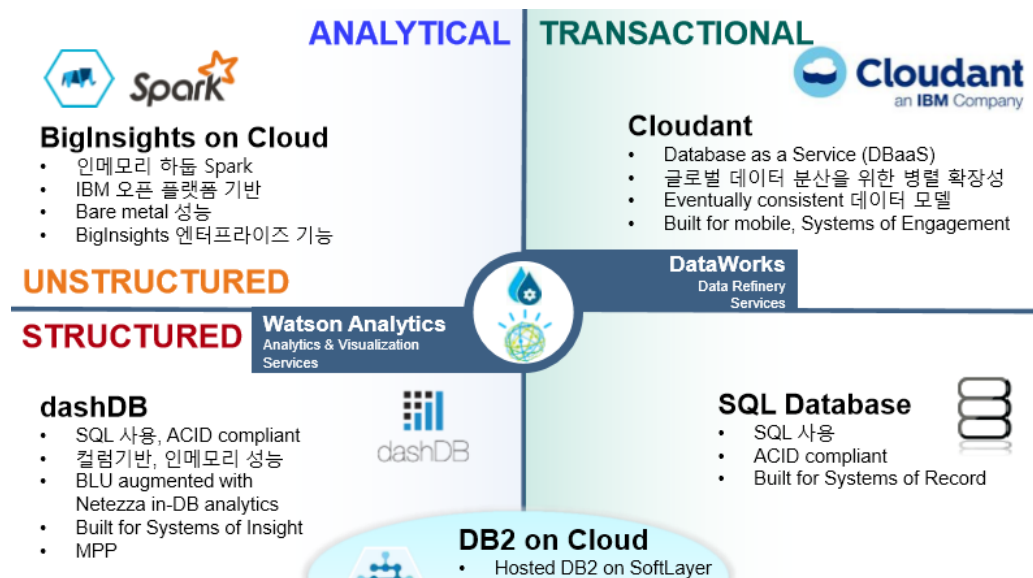 ANALYTICAL
TRANSACTIONAL
Spark
Cloudant
an IBM Company
BigInsights on Cloud
• 인메모리 하둡 Spark
• IBM 오픈 플랫폼 기반
• Bare metal 성능
• BigInsights 엔터프라이즈 기능
Cloudant
• Database as a Service (DBaaS)
• 글로벌 데이터 분산을 위한 병렬 확장성
• Eventually consistent 데이터 모델
• Built for mobile, Systems of Engagement
UNSTRUCTURED
DataWorks
Data Refinery
Services
STRUCTURED
Watson Analytics
Analytics & Visualization
Services
dashDB
• SQL 사용, ACID compliant
• 컬럼기반, 인메모리 성능
• BLU augmented with
Netezza in-DB analytics
• Built for Systems of Insight
• MPP
dashDB
SQL Database
• SQL 사용
• ACID compliant
• Built for Systems of Record
DB2 on Cloud
• Hosted DB2 on SoftLayer